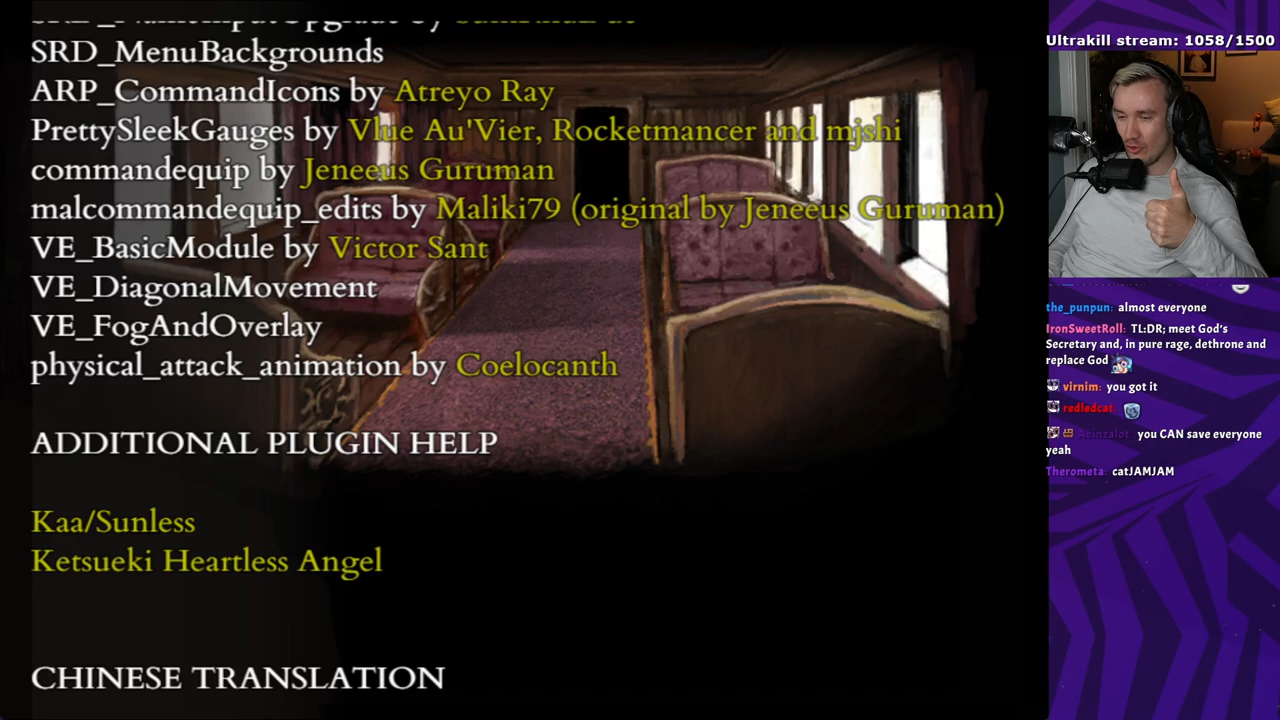 SRD_MenuBackgrounds
ARP_CommandIcons by Atreyo Ray
PrettySleekGauges by Vlue Au'Vier, Rocketmancer and mjshi
commandequip by Jeneeus Guruman
malcommandequip_edits by Maliki79 (original by Jeneeus Guruman)
VE_BasicModule by Victor Sant
VE_DiagonalMovement
VE_FogAndOverlay
physical_attack_animation by Coelocanth
ADDITIONAL PLUGIN HELP
Kaa/Sunless
Ketsueki Heartless Angel
CHINESE TRANSLATION
Ultrakill stream: 1058/1500
the_punpun: almost everyone
IronSweetRoll: TL:DR; meet God's
Secretary and, in pure rage, dethrone and
replace God
virnim: you got it
redledcat:
Aeinzalot: you CAN save everyone
yeah
Therometa: catJAMJAM